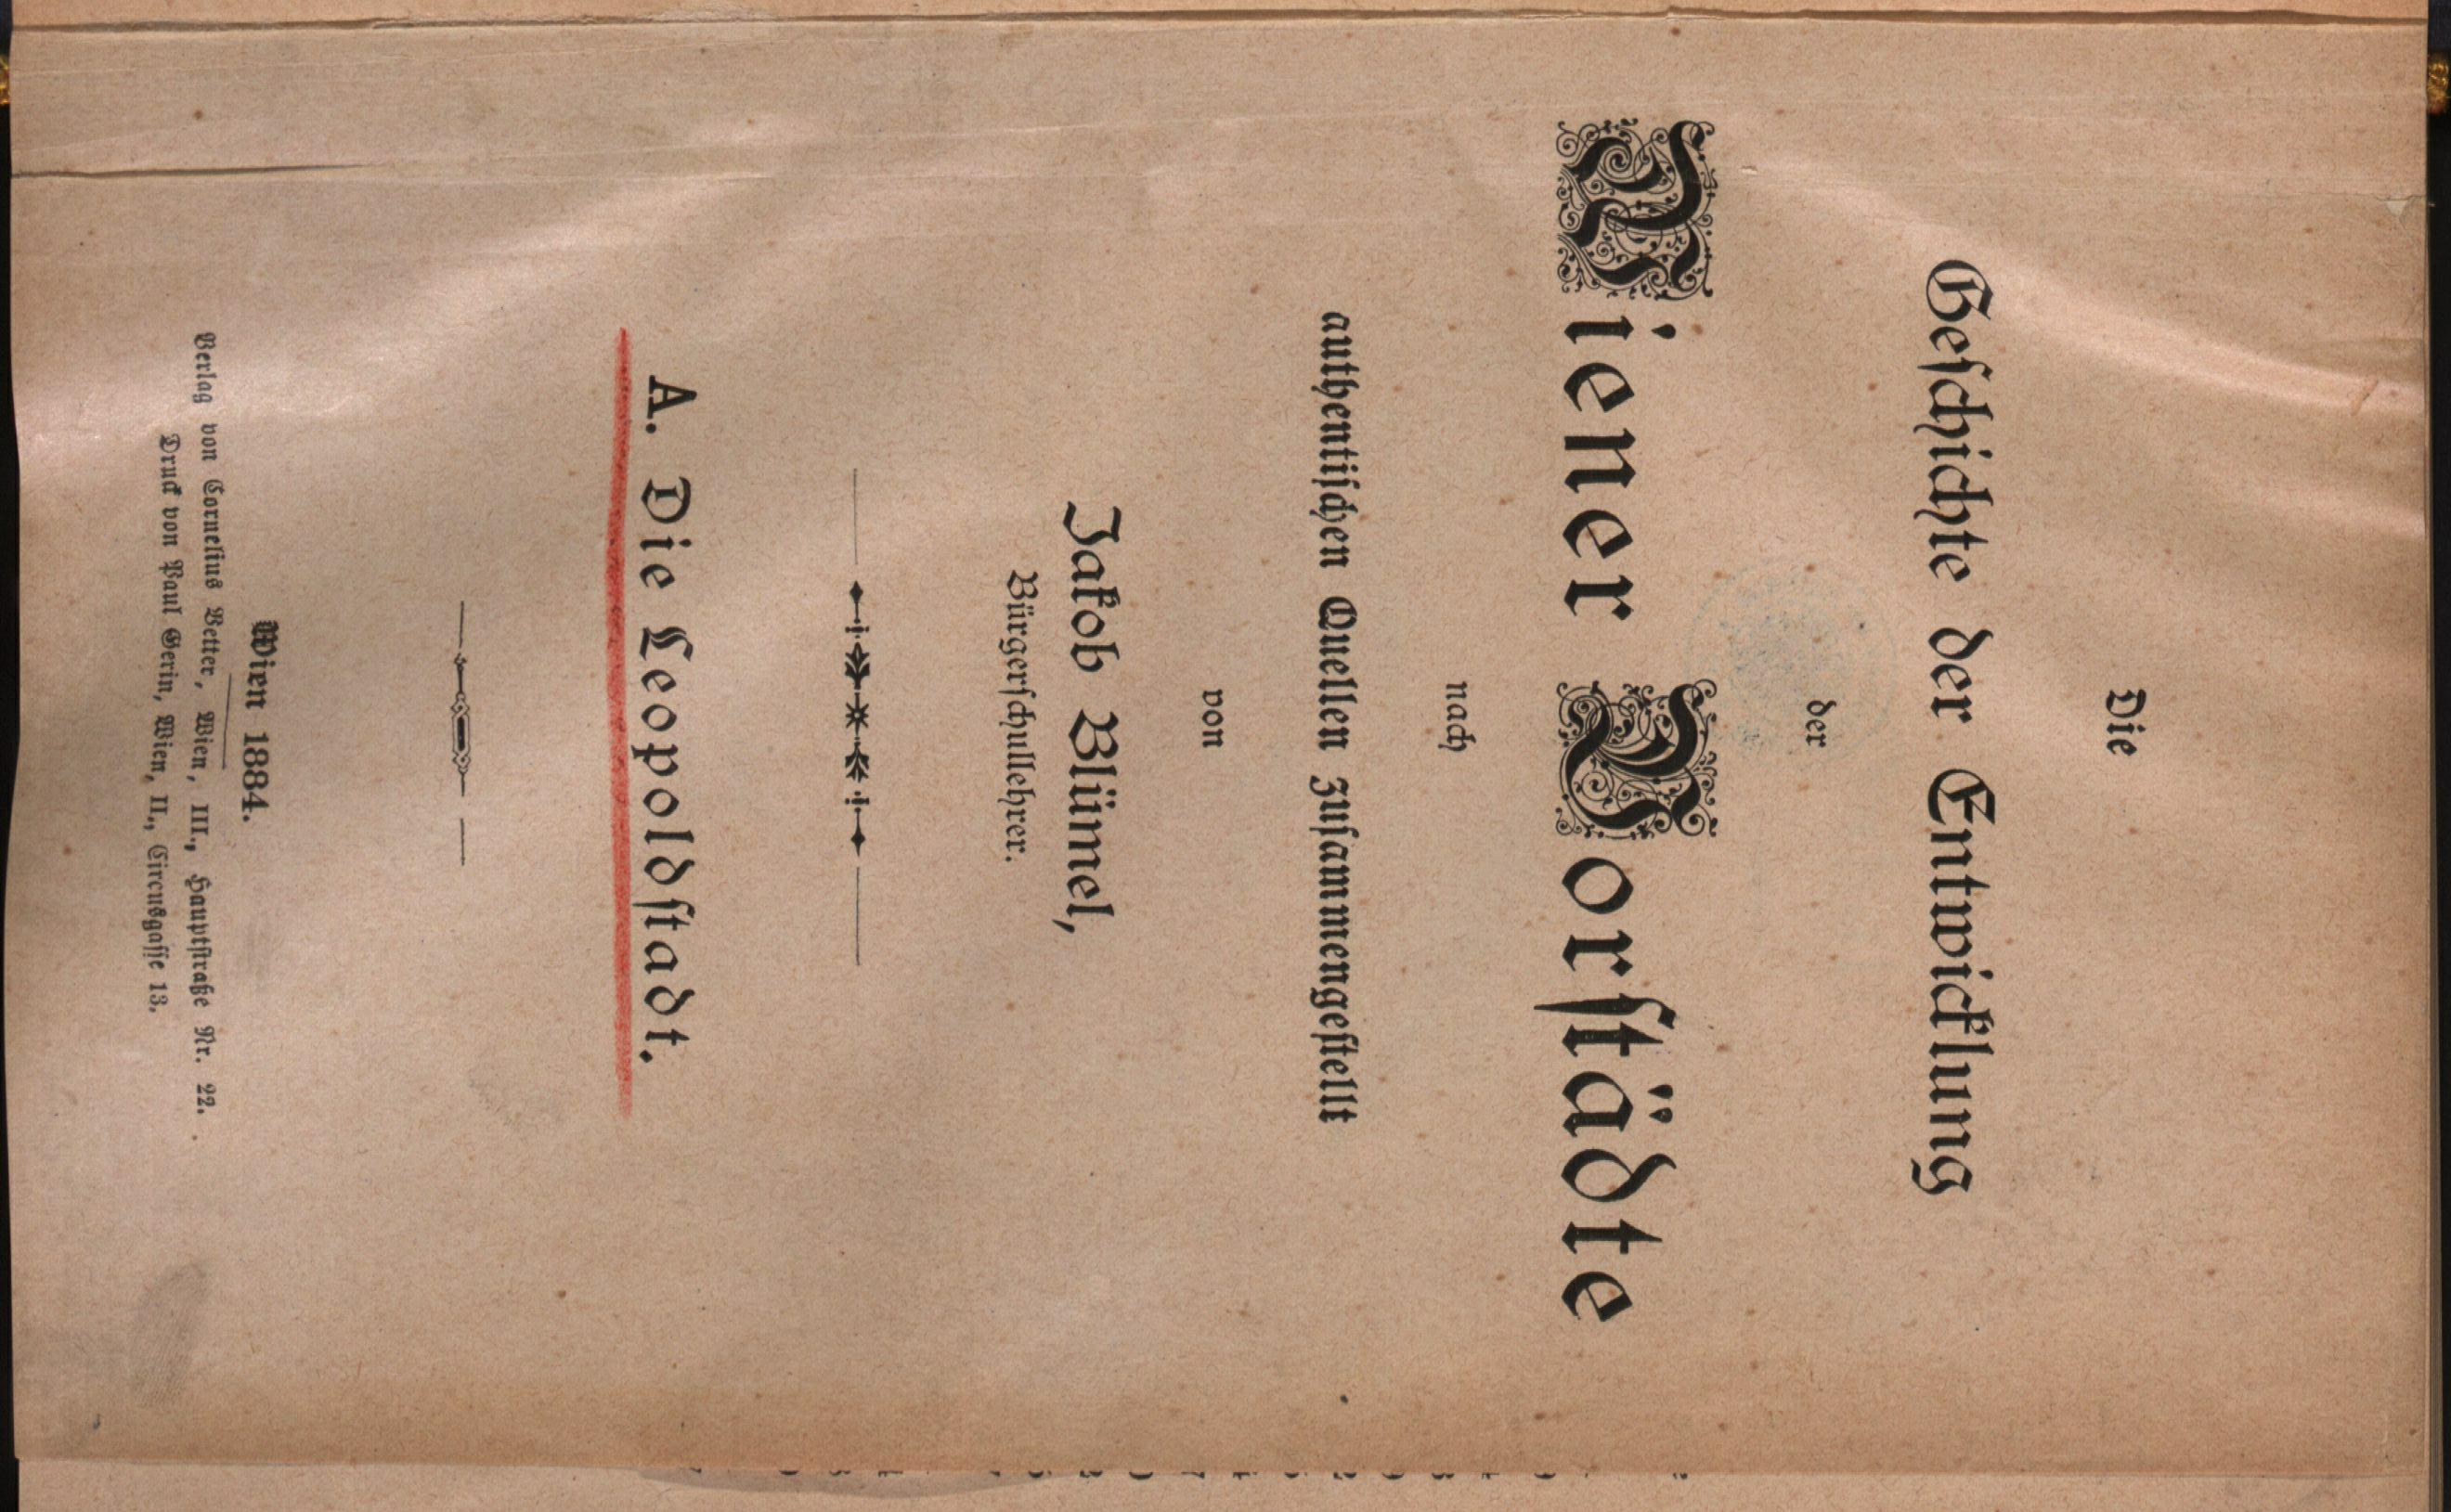 Die
Geschichte der Entwicklung
der
Wiener Vorstädte
nach
authentischen Quellen zusammengestellt
von
Jakob Blümel,
Bürgerschullehrer.
A. Die Leopoldstadt.
Wien 1884.
Verlag von Cornelius Vetter, Wien, III., Hauptstraße Nr. 22.
Druck von Paul Gerin, Wien, II., Circusgasse 13.